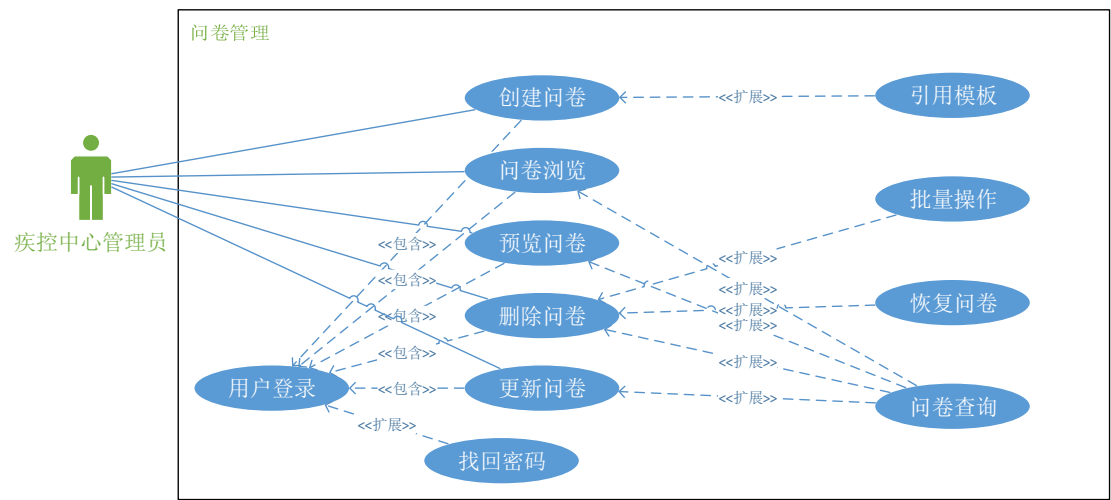 问卷管理
创建问卷
<<扩展>>
引用模板
问卷浏览
批量操作
疾控中心管理员
<<包含>>
预览问卷
<<扩展>>
<<包含>>
<<扩展>>
删除问卷
<<扩展>>
恢复问卷
<<包含>>
<<扩展>>
<<包含>>
<<扩展>>
用户登录
<<包含>>
更新问卷
<<扩展>>
问卷查询
<<扩展>>
找回密码